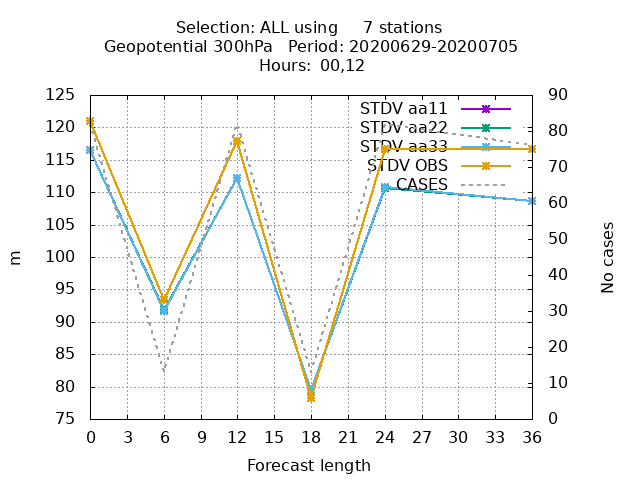 Selection: ALL using     7 stations
Geopotential 300hPa   Period: 20200629-20200705
Hours: 00,12
125 90
120 80
115 70
110 60
105 50
100 40
95 30
90 20
85 10
80 0
75
STDV aa11
STDV aa22
STDV aa33
STDV OBS
CASES
m
No cases
0 3 6 9 12 15 18 21 24 27 30 33 36
Forecast length